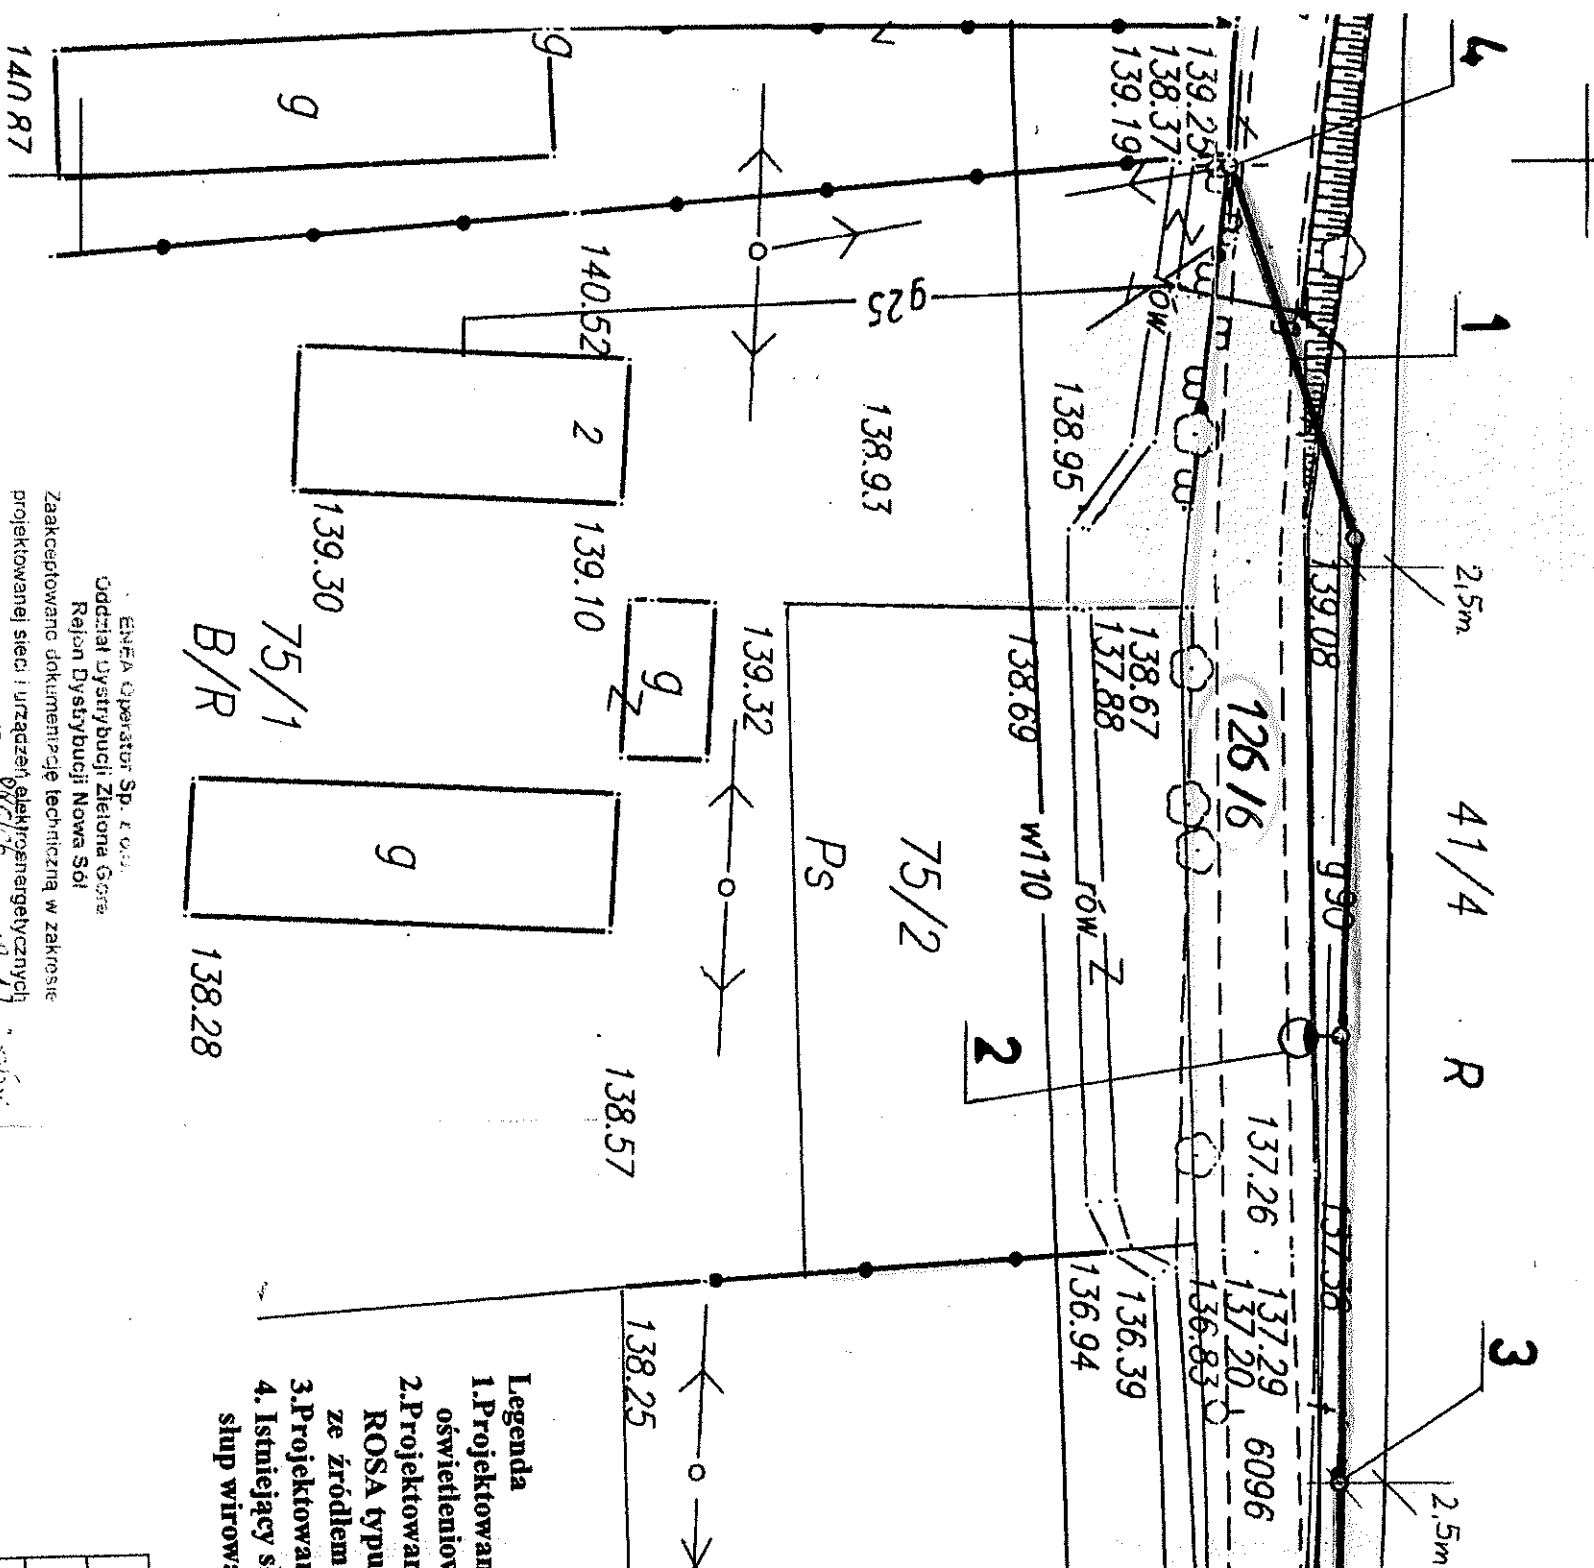 4
139.25
138.37
139.19
g
g
140.87
1
g25
rów
140.52
2
138.93
138.95
139.30
139.10
2,5m
139.08
g
139.32
75/1
B/R
138.69
138.67
137.88
126/6
41/4
R
g90
w110
rów
75/2
Ps
g
138.28
2
138.57
137.26
137.29
137.20
136.83
136.39
136.94
6096
3
2,5m
138.25
ENEA Operator Sp. z o.o.
Oddział Dystrybucji Zielona Góra
Rejon Dystrybucji Nowa Sól
Zaakceptowano dokumentację techniczną w zakresie
projektowanej sieci i urządzeń elektroenergetycznych
Legenda
1.Projektowan
oświetleniow
2.Projektowan
ROSA typu
ze źródłem
3.Projektowan
4. Istniejący s
słup wirowa